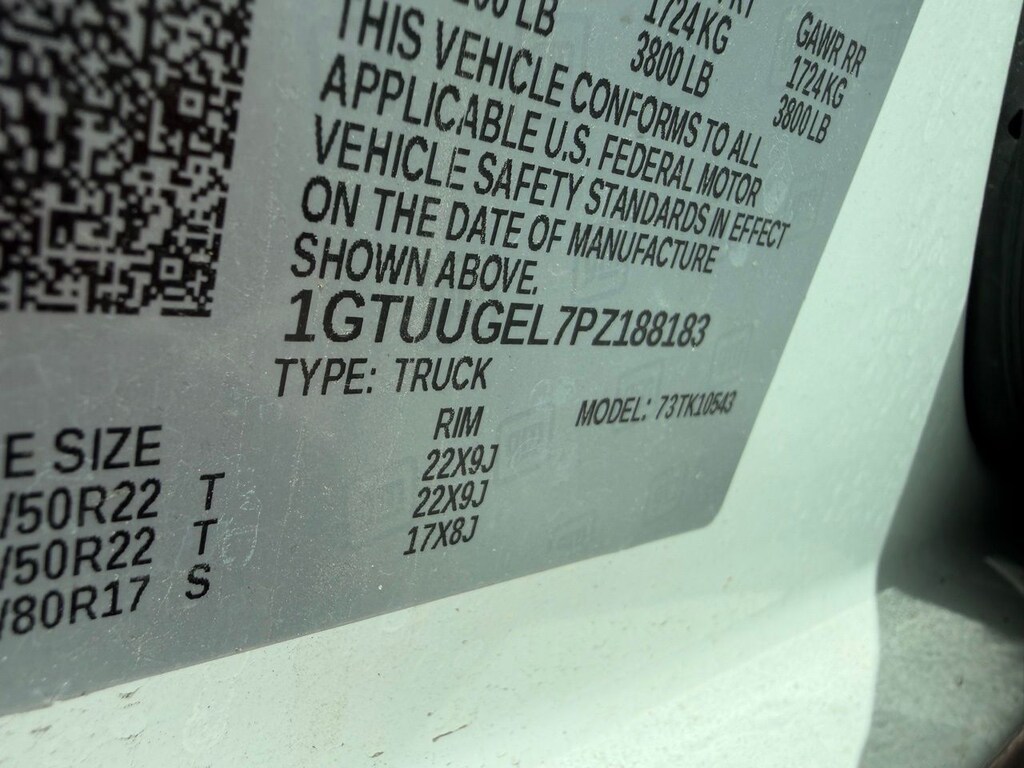 LB
1724KG
3800 LB
GAWR RR
1724KG
3800 LB
THIS VEHICLE CONFORMS TO ALL
APPLICABLE U.S. FEDERAL MOTOR
VEHICLE SAFETY STANDARDS IN EFFECT
ON THE DATE OF MANUFACTURE
SHOWN ABOVE.
1GTUUGEL7PZ188183
TYPE: TRUCK
MODEL: 73TK10543
E SIZE RIM
/50R22 T 22X9J
/50R22 T 22X9J
/80R17 S 17X8J